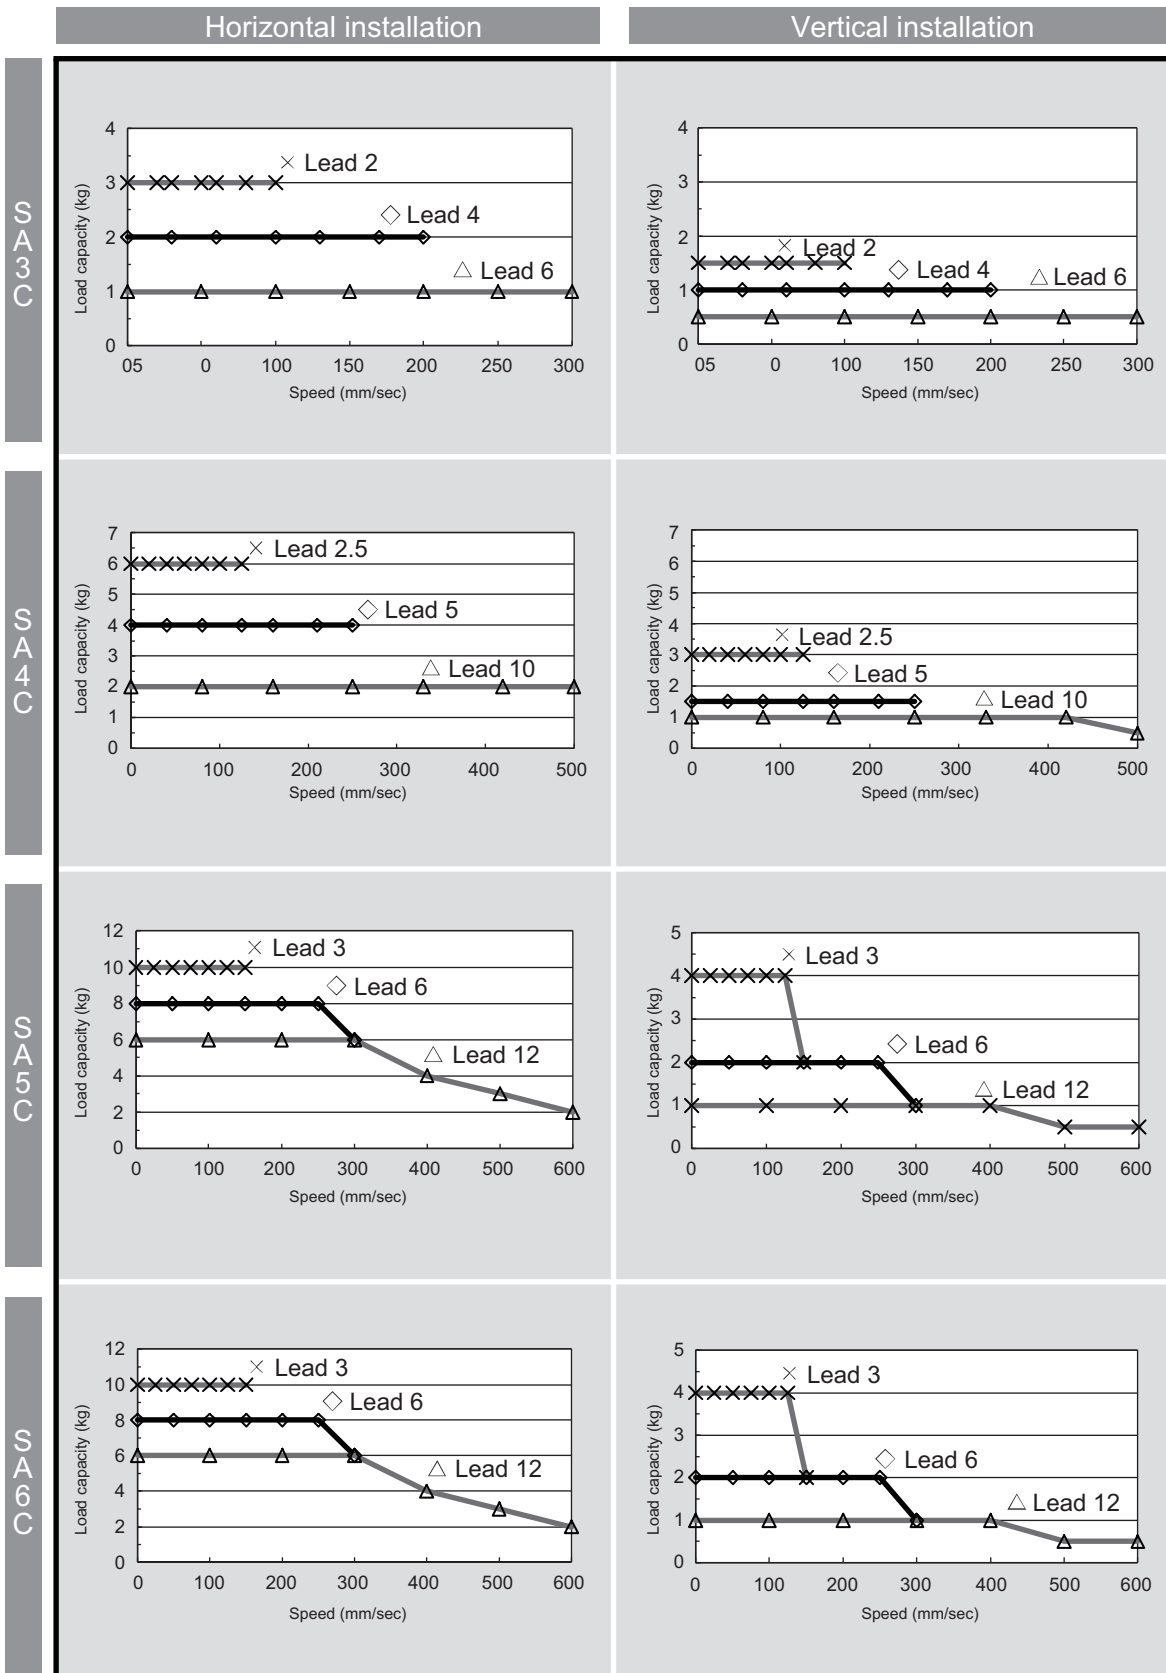 Horizontal installation
Vertical installation
SA3C
4
3
2
1
0
Load capacity (kg)
× Lead 2
◇ Lead 4
△ Lead 6
05 0 100 150 200 250 300
Speed (mm/sec)
4
3
2
1
0
Load capacity (kg)
× Lead 2
◇ Lead 4
△ Lead 6
05 0 100 150 200 250 300
Speed (mm/sec)
SA4C
7
6
5
4
3
2
1
0
Load capacity (kg)
× Lead 2.5
◇ Lead 5
△ Lead 10
0 100 200 300 400 500
Speed (mm/sec)
7
6
5
4
3
2
1
0
Load capacity (kg)
× Lead 2.5
◇ Lead 5
△ Lead 10
0 100 200 300 400 500
Speed (mm/sec)
SA5C
12
10
8
6
4
2
0
Load capacity (kg)
× Lead 3
◇ Lead 6
△ Lead 12
0 100 200 300 400 500 600
Speed (mm/sec)
5
4
3
2
1
0
Load capacity (kg)
× Lead 3
◇ Lead 6
△ Lead 12
0 100 200 300 400 500 600
Speed (mm/sec)
SA6C
12
10
8
6
4
2
0
Load capacity (kg)
× Lead 3
◇ Lead 6
△ Lead 12
0 100 200 300 400 500 600
Speed (mm/sec)
5
4
3
2
1
0
Load capacity (kg)
× Lead 3
◇ Lead 6
△ Lead 12
0 100 200 300 400 500 600
Speed (mm/sec)